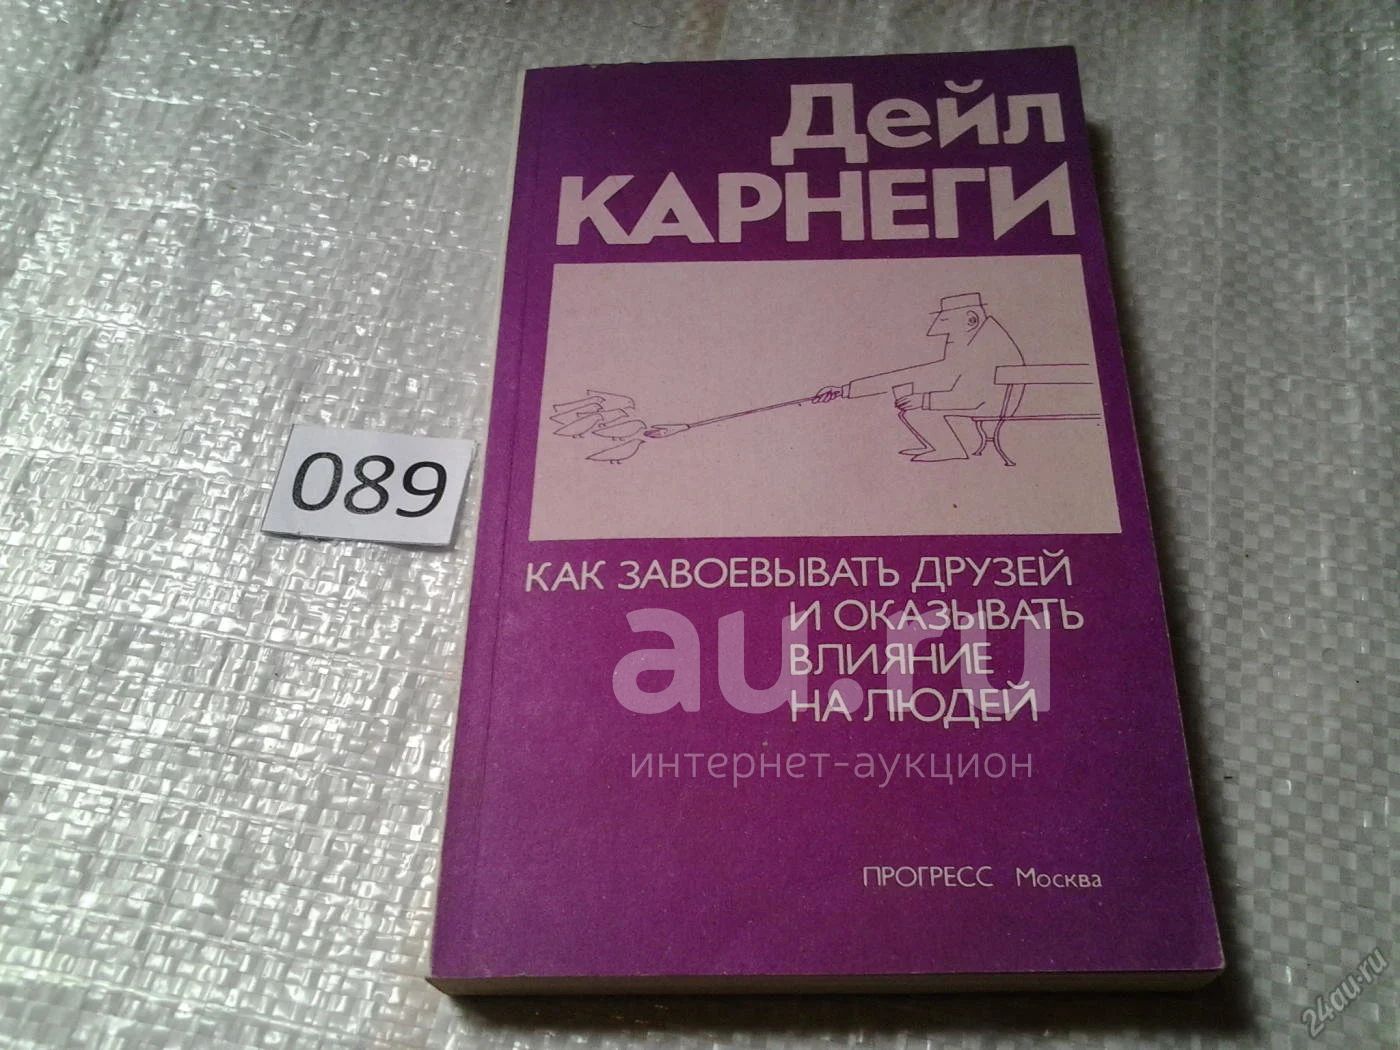 Дейл
КАРНЕГИ
089
КАК ЗАВОЕВЫВАТЬ ДРУЗЕЙ
И ОКАЗЫВАТЬ
ВЛИЯНИЕ
НА ЛЮДЕЙ
au.ru
интернет-аукцион
ПРОГРЕСС Москва
24au.ru